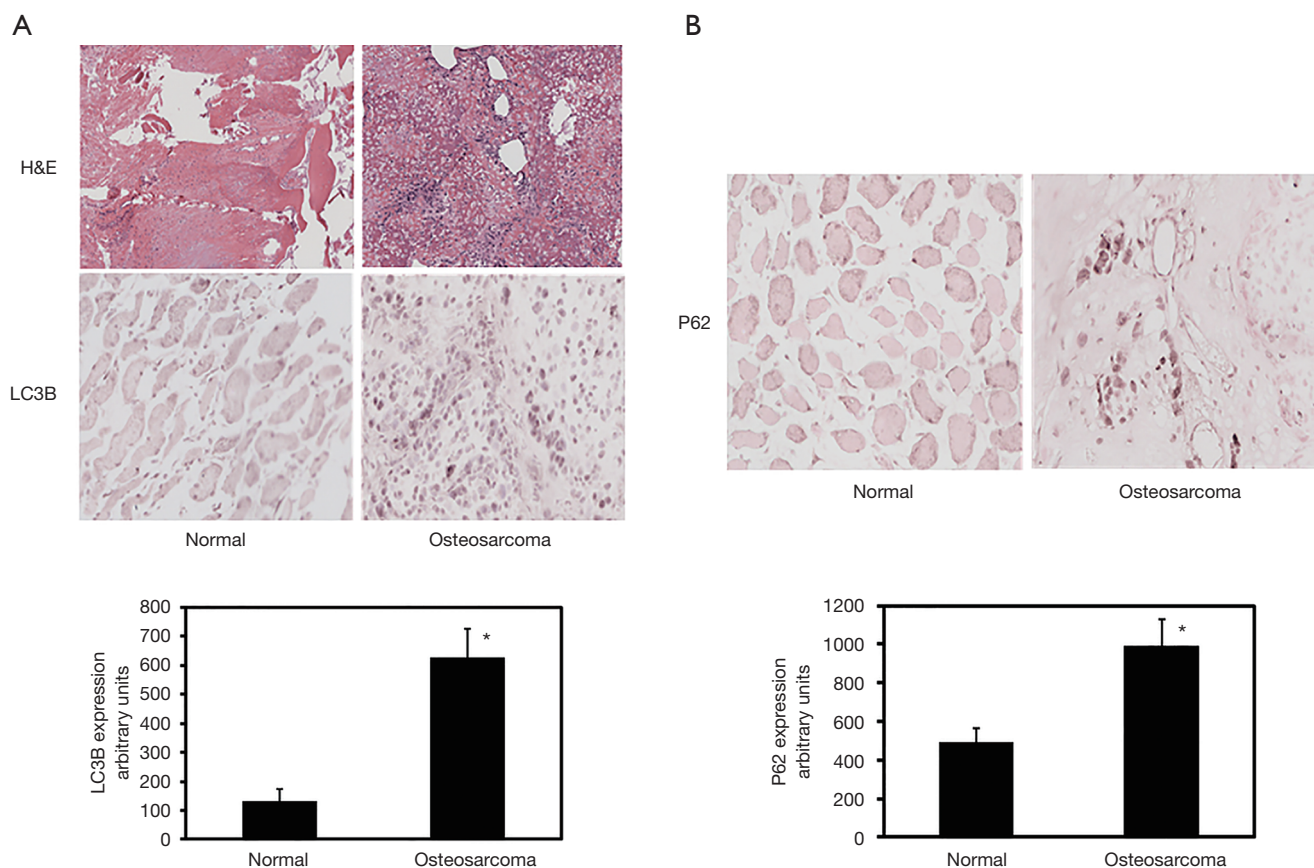 A
H&E
LC3B
Normal Osteosarcoma
LC3B expression
arbitrary units
800
700
600
500
400
300
200
100
0
*
Normal Osteosarcoma
B
P62
Normal Osteosarcoma
P62 expression
arbitrary units
1200
1000
800
600
400
200
0
*
Normal Osteosarcoma